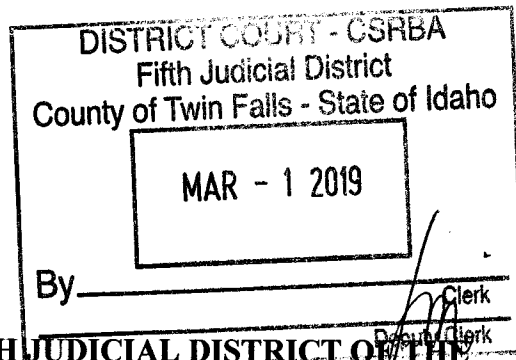 DISTRICT COURT - CSRBA
Fifth Judicial District
County of Twin Falls - State of Idaho
MAR - 1 2019
By
Clerk
Deputy Clerk
H JUDICIAL DISTRICT OF THE